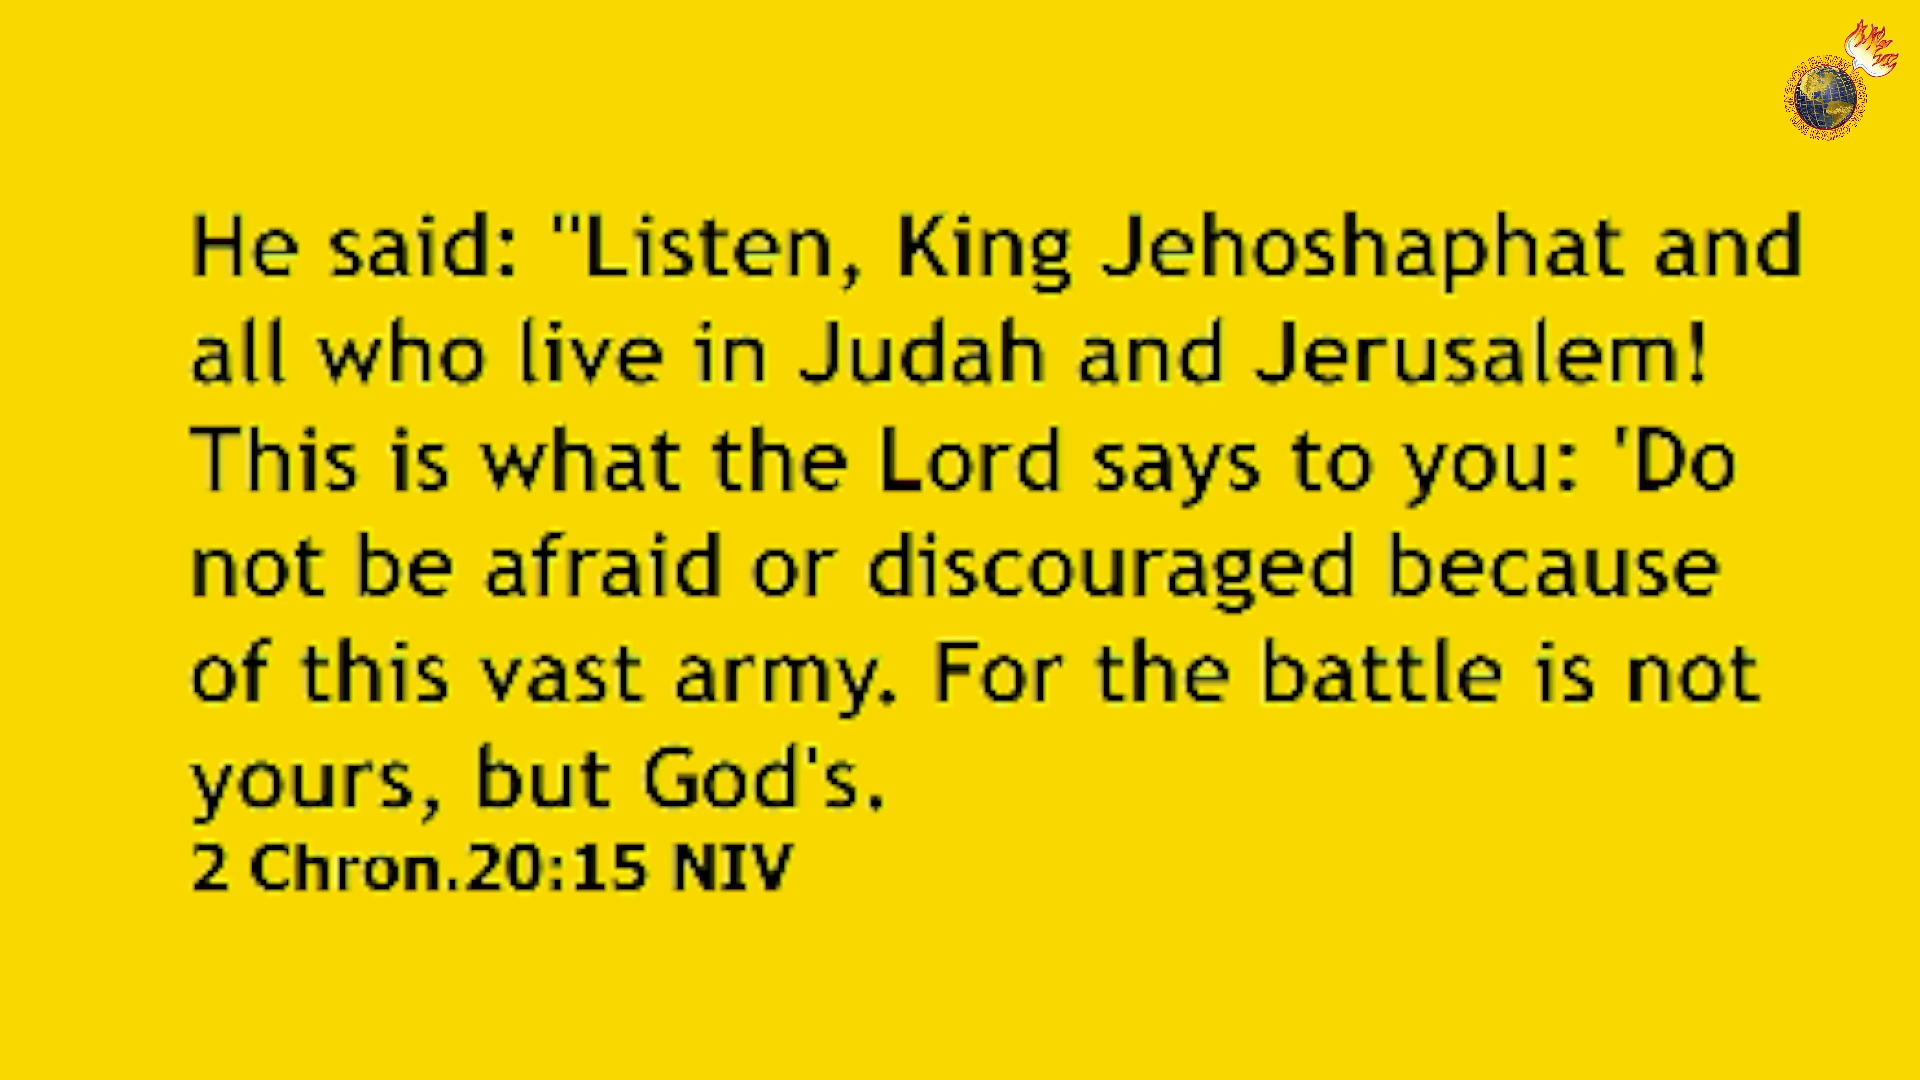 He said: "Listen, King Jehoshaphat and
all who live in Judah and Jerusalem!
This is what the Lord says to you: 'Do
not be afraid or discouraged because
of this vast army. For the battle is not
yours, but God's.
2 Chron.20:15 NIV